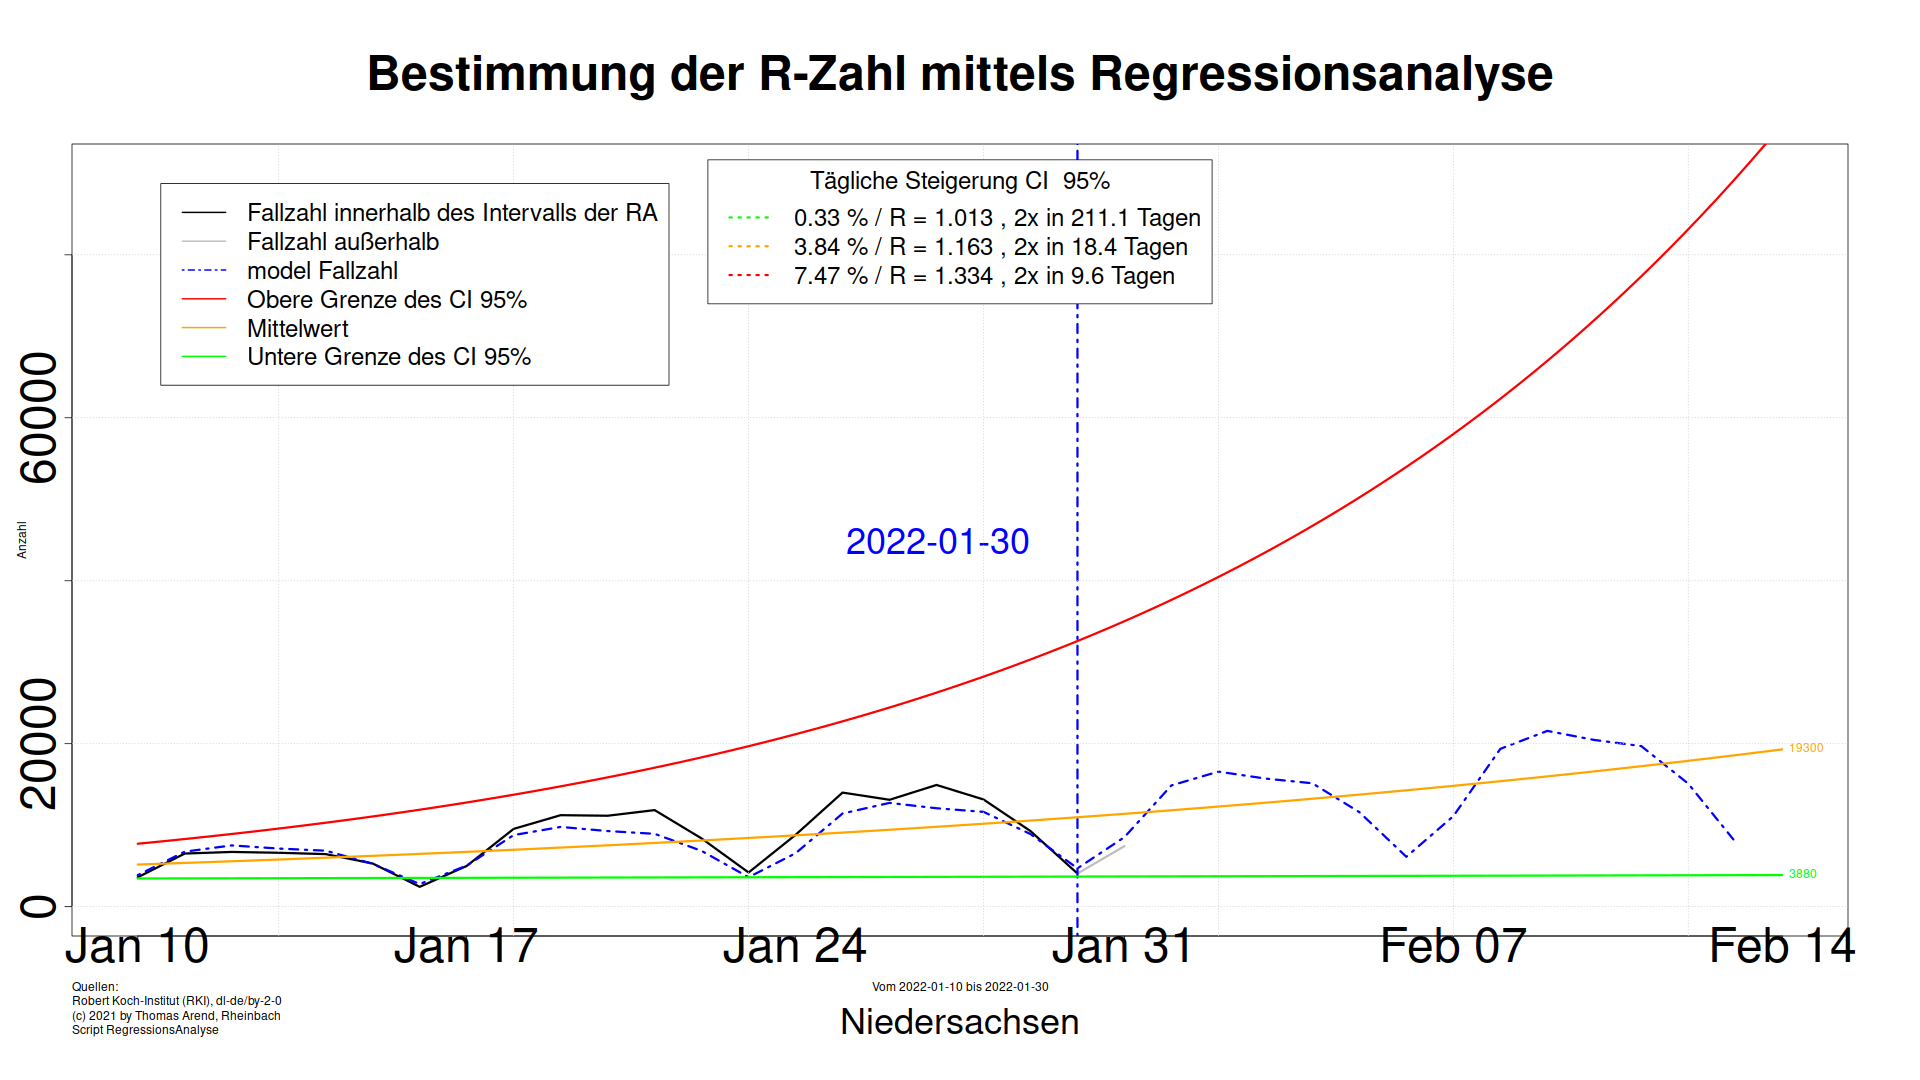 Bestimmung der R-Zahl mittels Regressionsanalyse
Fallzahl innerhalb des Intervalls der RA
Fallzahl außerhalb
model Fallzahl
Obere Grenze des CI 95%
Mittelwert
Untere Grenze des CI 95%
Tägliche Steigerung CI  95%
0.33 % / R = 1.013 , 2x in 211.1 Tagen
3.84 % / R = 1.163 , 2x in 18.4 Tagen
7.47 % / R = 1.334 , 2x in 9.6 Tagen
60000
20000
0
Anzahl
2022-01-30
19300
3880
Jan 10 Jan 17 Jan 24 Jan 31 Feb 07 Feb 14
Quellen:
Robert Koch-Institut (RKI), dl-de/by-2-0
(c) 2021 by Thomas Arend, Rheinbach
Script RegressionsAnalyse
Vom 2022-01-10 bis 2022-01-30
Niedersachsen